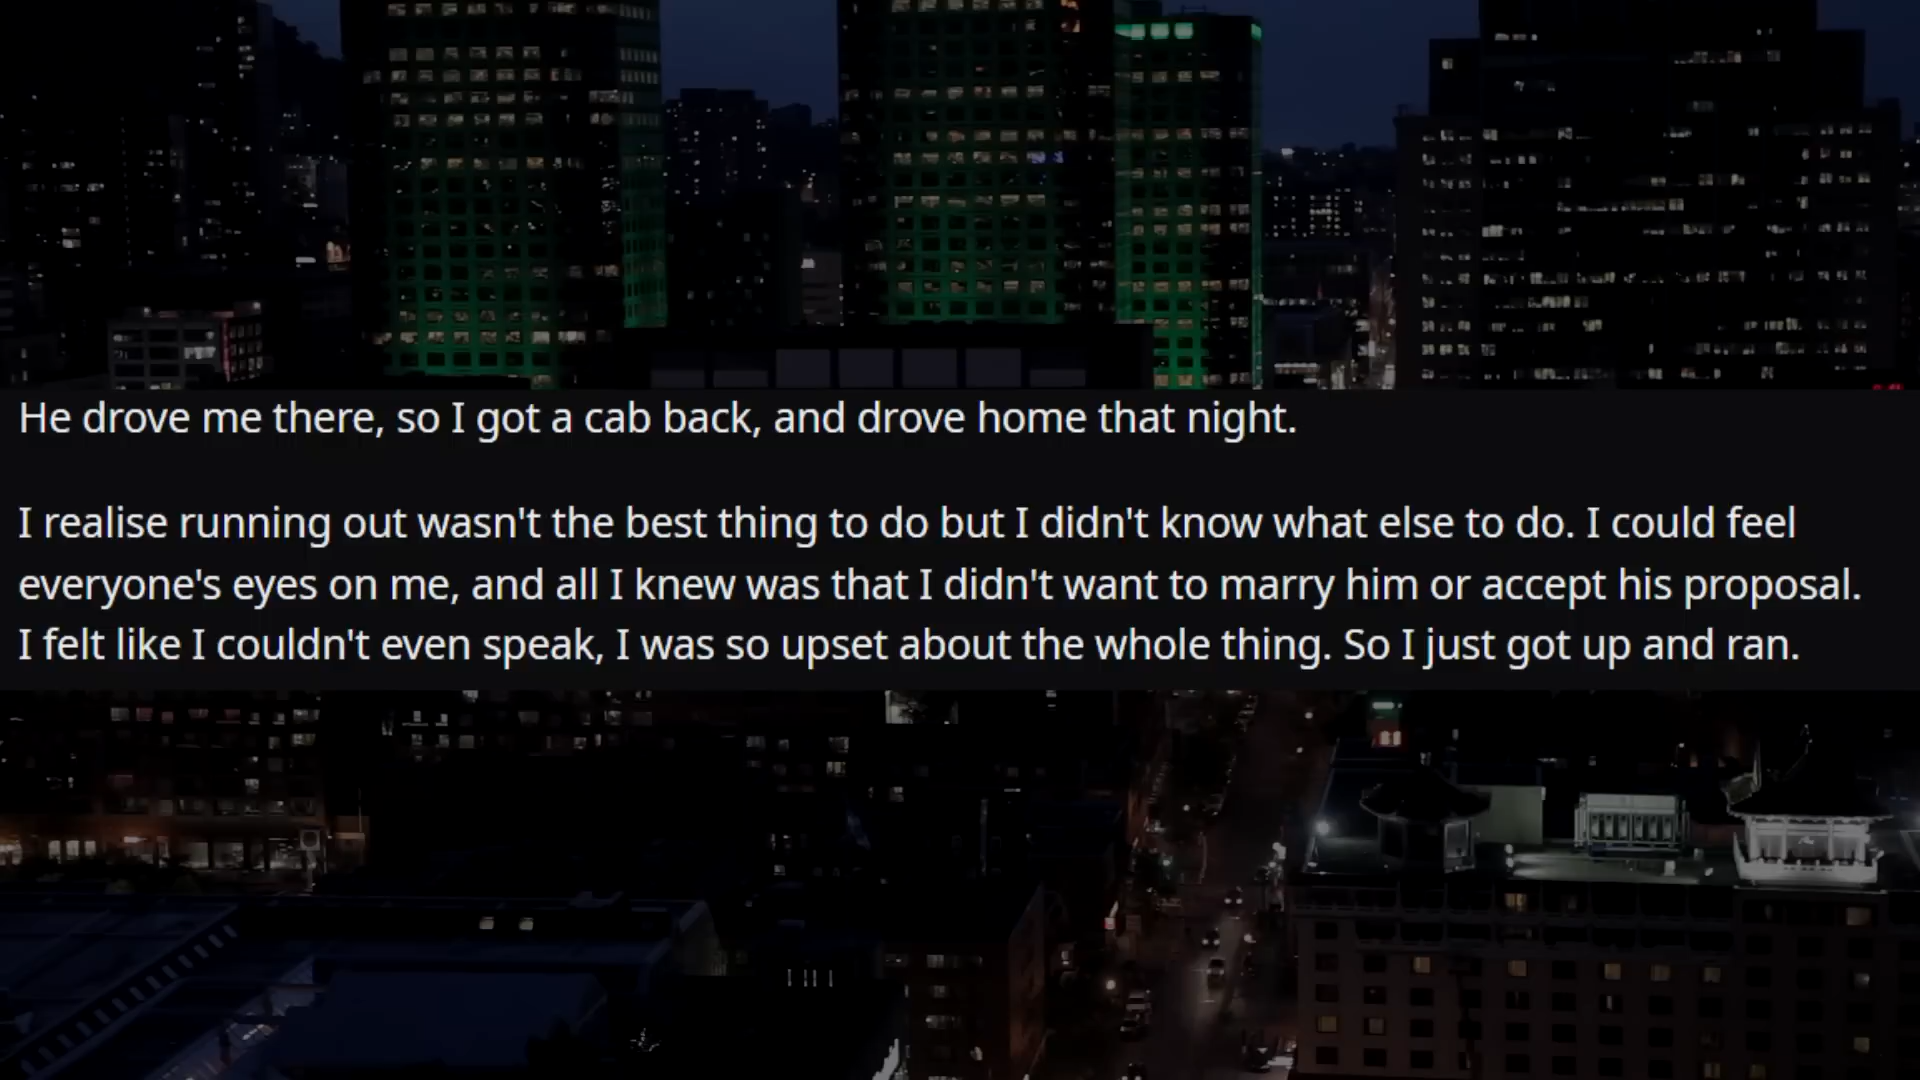 He drove me there, so I got a cab back, and drove home that night.
I realise running out wasn't the best thing to do but I didn't know what else to do. I could feel
everyone's eyes on me, and all I knew was that I didn't want to marry him or accept his proposal.
I felt like I couldn't even speak, I was so upset about the whole thing. So I just got up and ran.